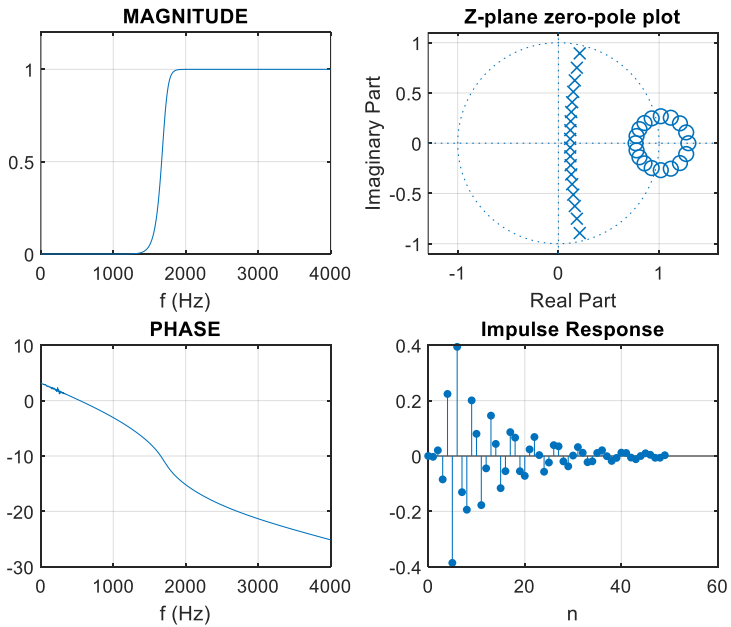 MAGNITUDE
1
0.5
0
0 1000 2000 3000 4000
f (Hz)
Z-plane zero-pole plot
Imaginary Part
1
0.5
0
-0.5
-1
-1 0 1
Real Part
PHASE
10
0
-10
-20
-30
0 1000 2000 3000 4000
f (Hz)
Impulse Response
0.4
0.2
0
-0.2
-0.4
0 20 40 60
n